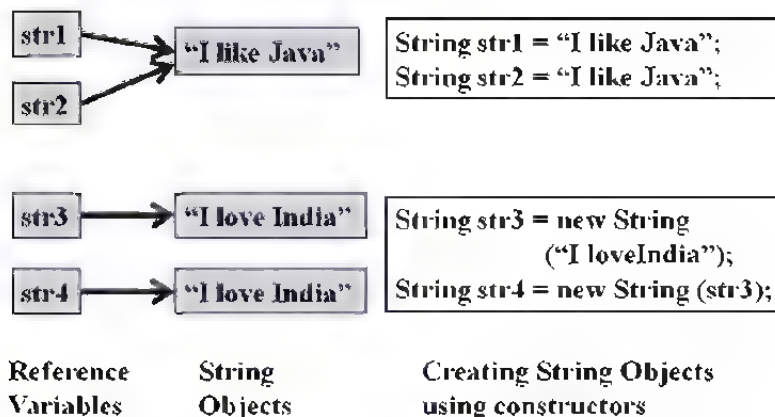 str1
str2
"I like Java"
String str1 = "I like Java";
String str2 = "I like Java";
str3
"I love India"
str4
"I love India"
String str3 = new String
("I loveIndia");
String str4 = new String (str3);
Reference
Variables
String
Objects
Creating String Objects
using constructors